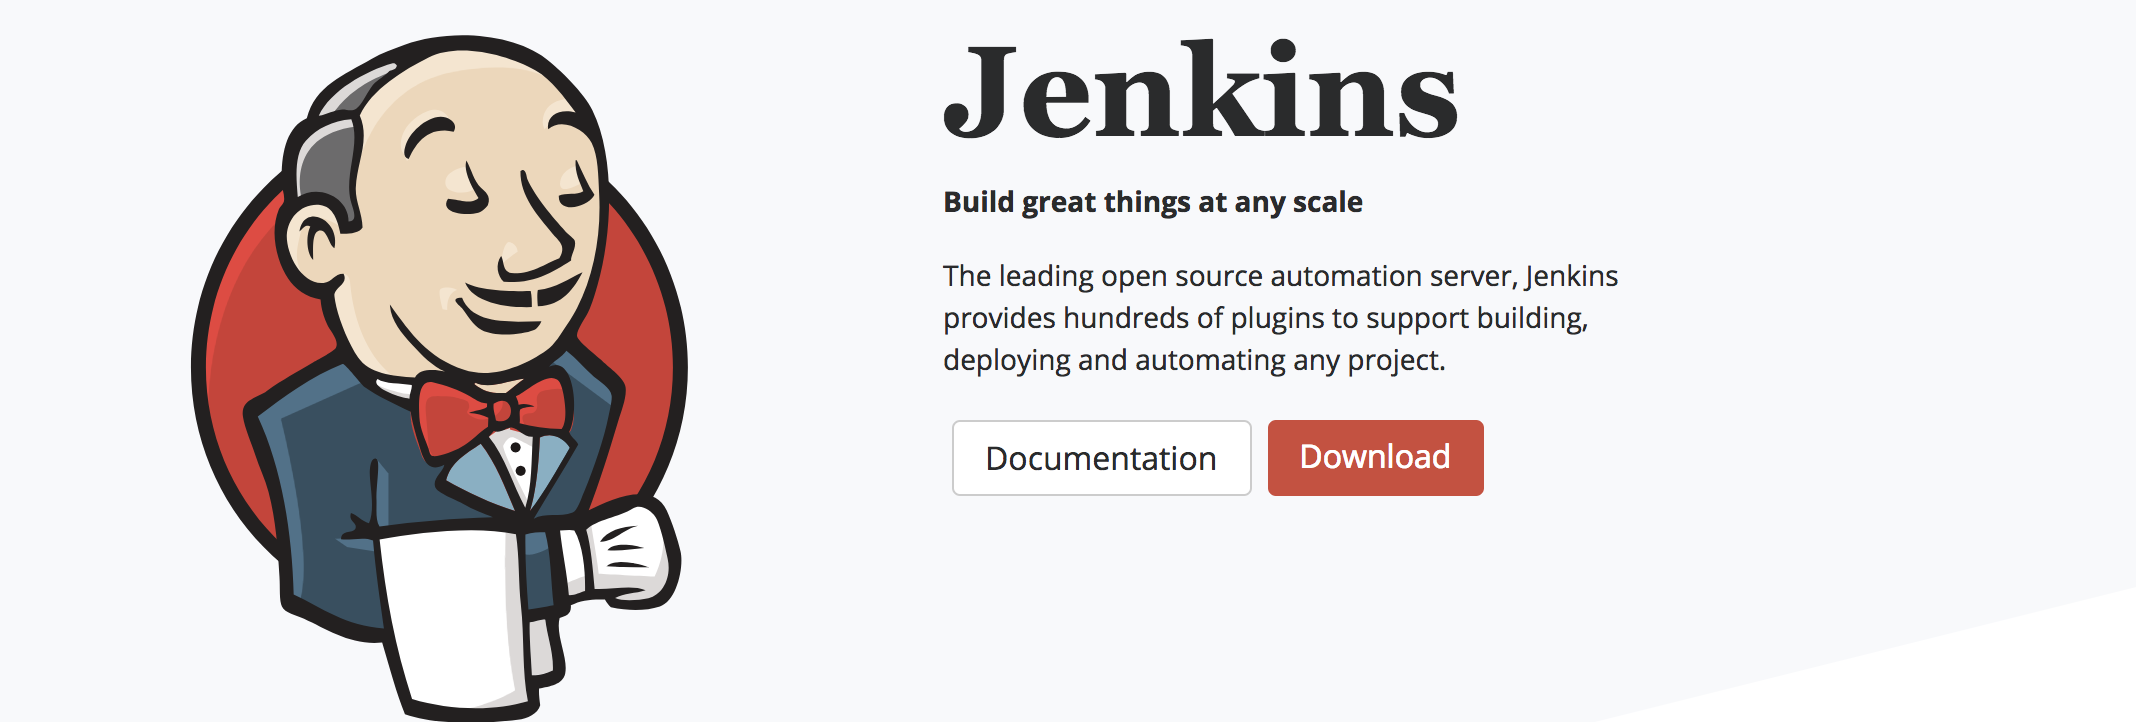 Jenkins
Build great things at any scale
The leading open source automation server, Jenkins
provides hundreds of plugins to support building,
deploying and automating any project.
Documentation
Download